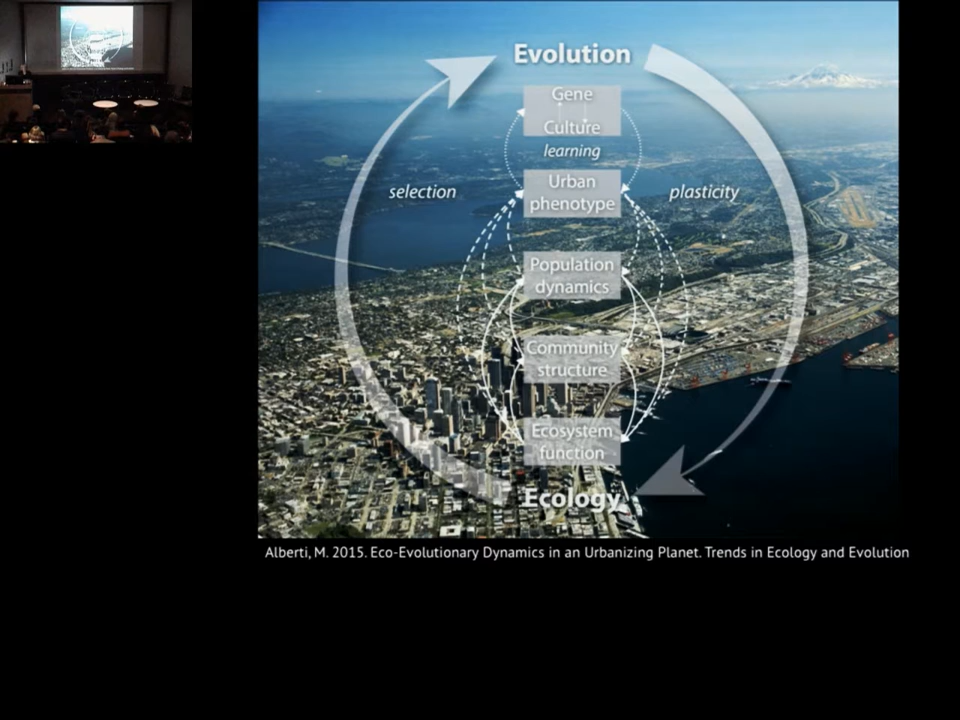 Evolution
Gene
Culture
learning
Urban
phenotype
selection
plasticity
Population
dynamics
Community
structure
Ecosystem
function
Ecology
Alberti, M. 2015. Eco-Evolutionary Dynamics in an Urbanizing Planet. Trends in Ecology and Evolution